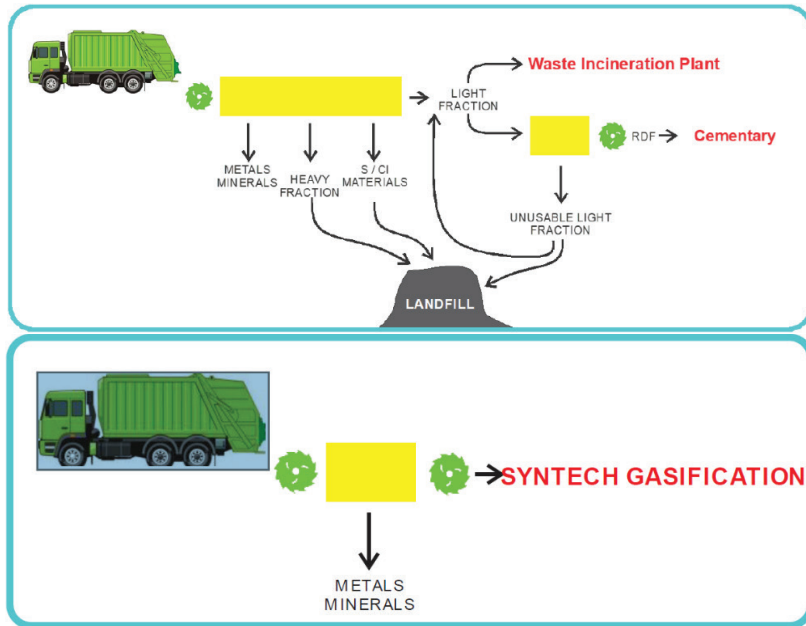 Waste Incineration Plant
LIGHT
FRACTION
RDF
Cementary
METALS
MINERALS
HEAVY
FRACTION
S / Cl
MATERIALS
UNUSABLE LIGHT
FRACTION
LANDFILL
SYNTECH GASIFICATION
METALS
MINERALS